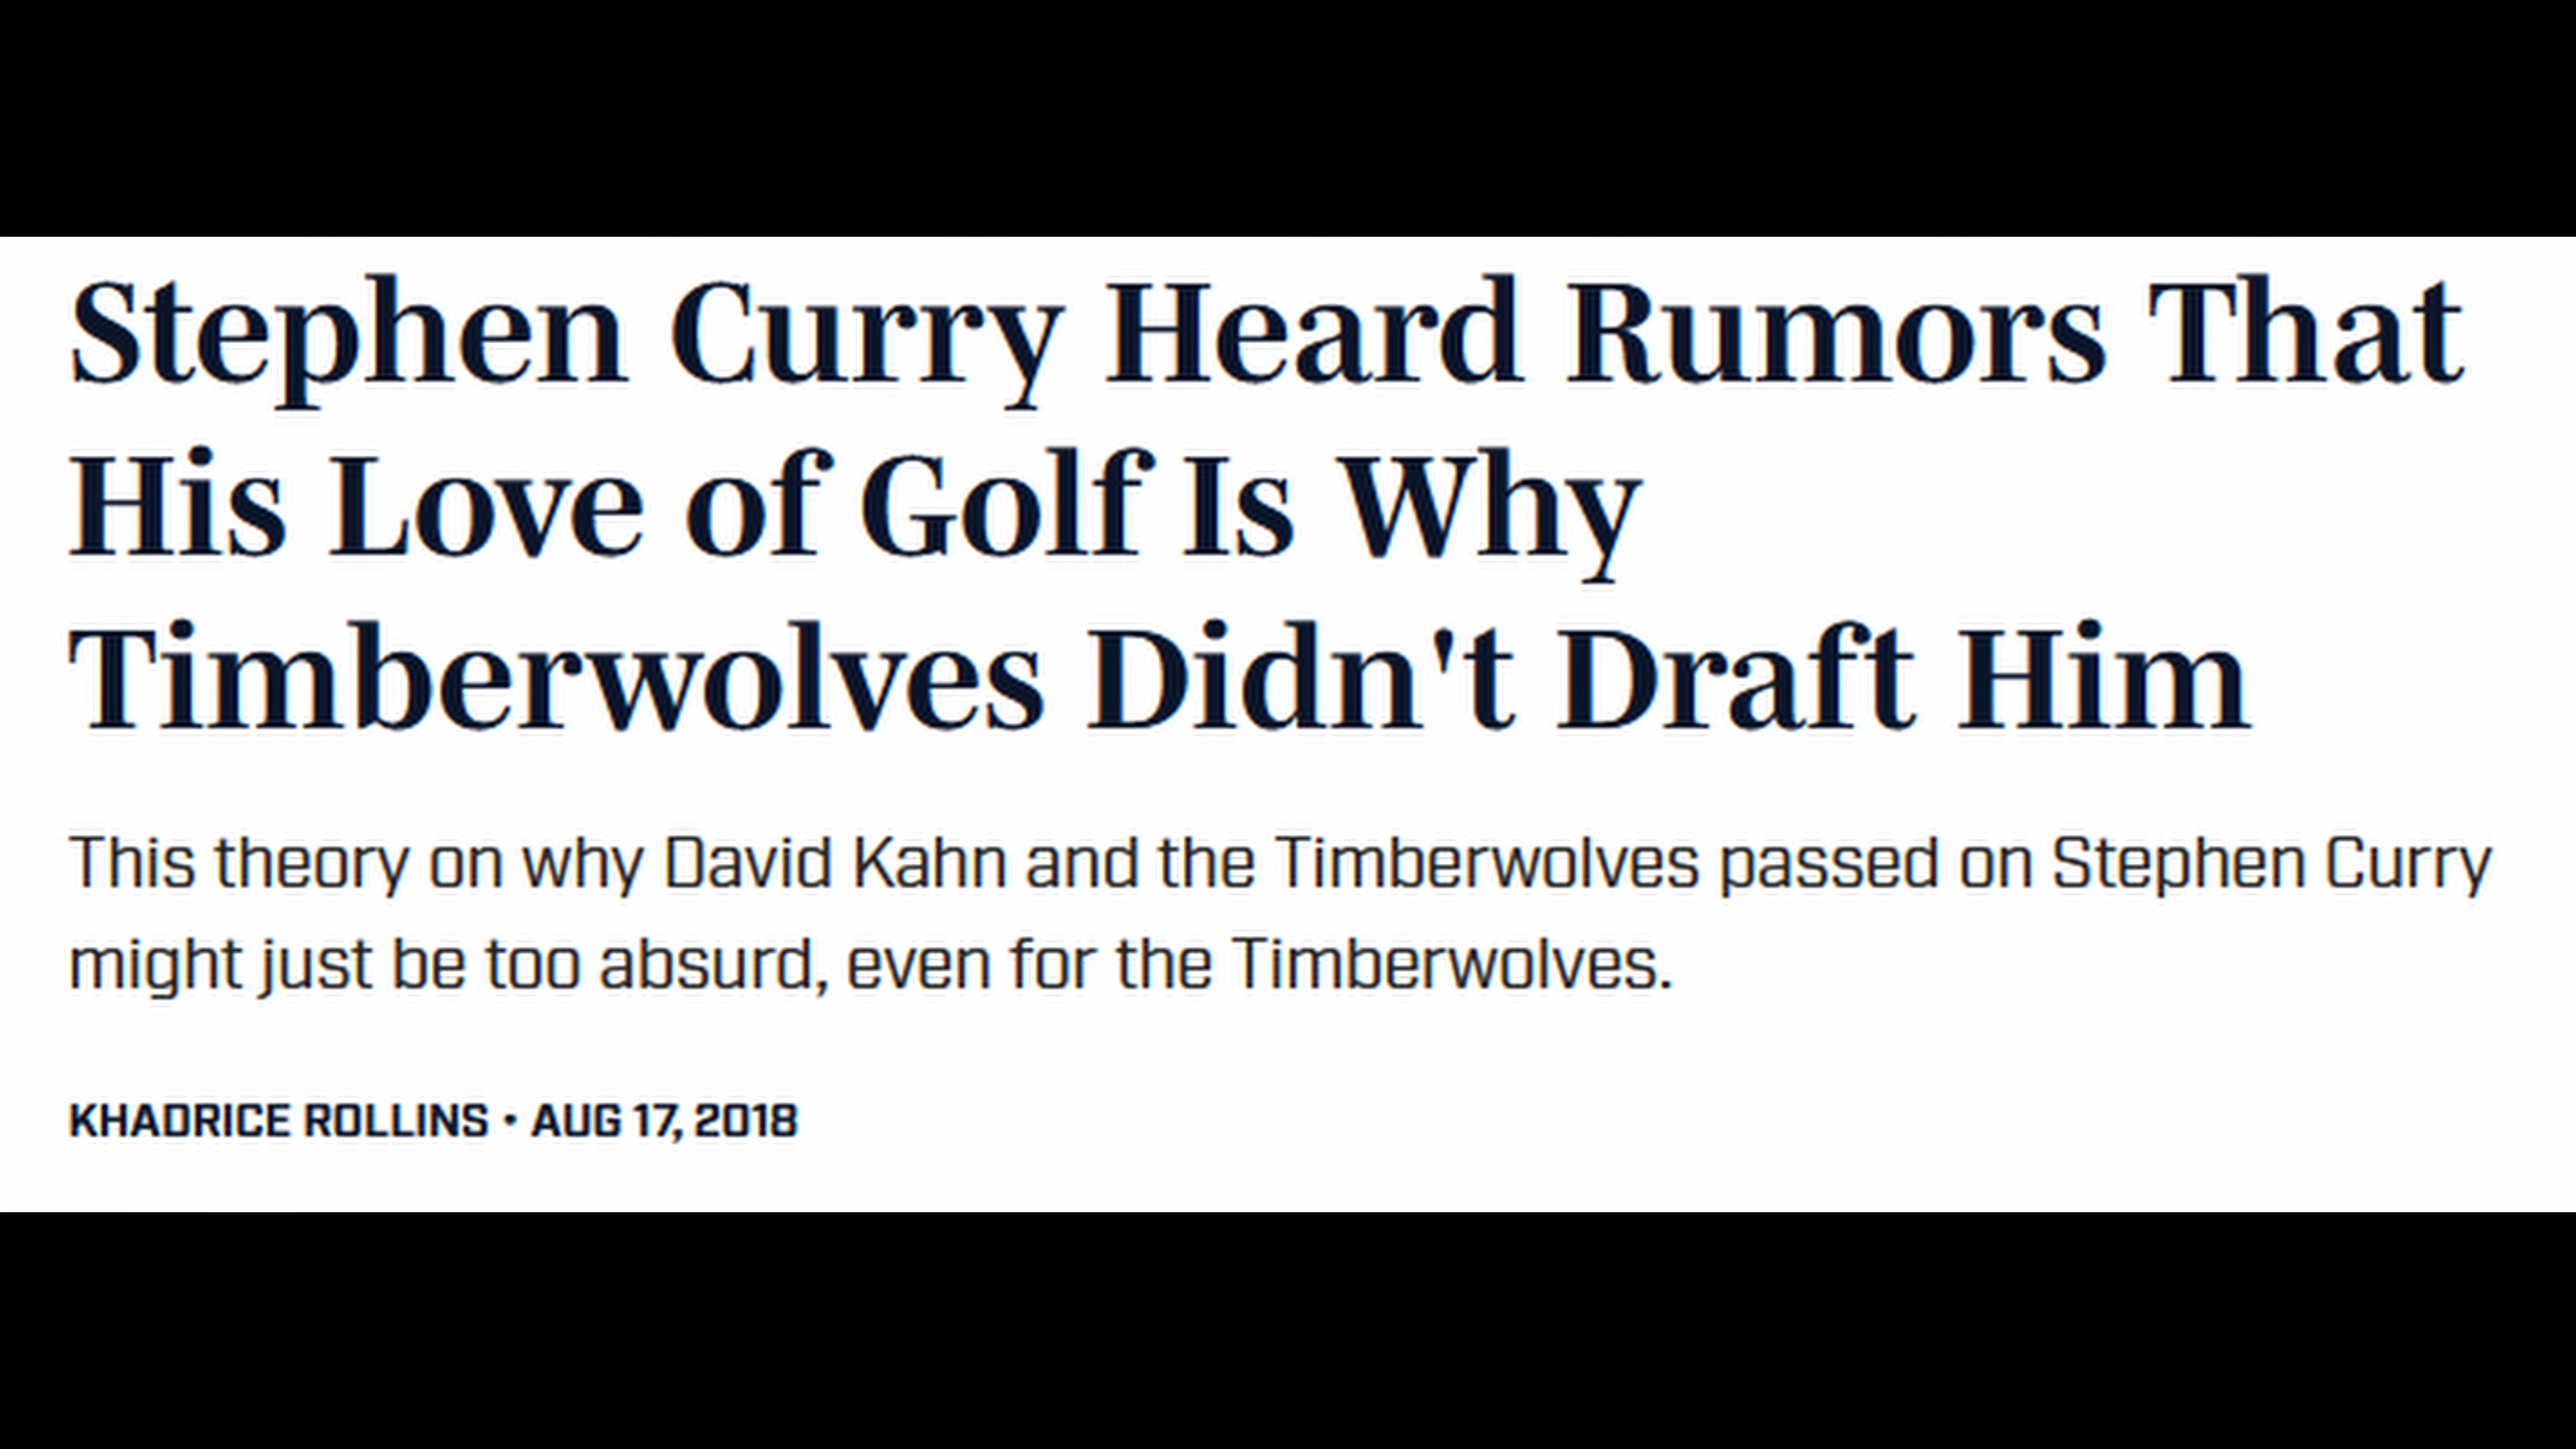 Stephen Curry Heard Rumors That
His Love of Golf Is Why
Timberwolves Didn't Draft Him
This theory on why David Kahn and the Timberwolves passed on Stephen Curry
might just be too absurd, even for the Timberwolves.
KHADRICE ROLLINS • AUG 17, 2018